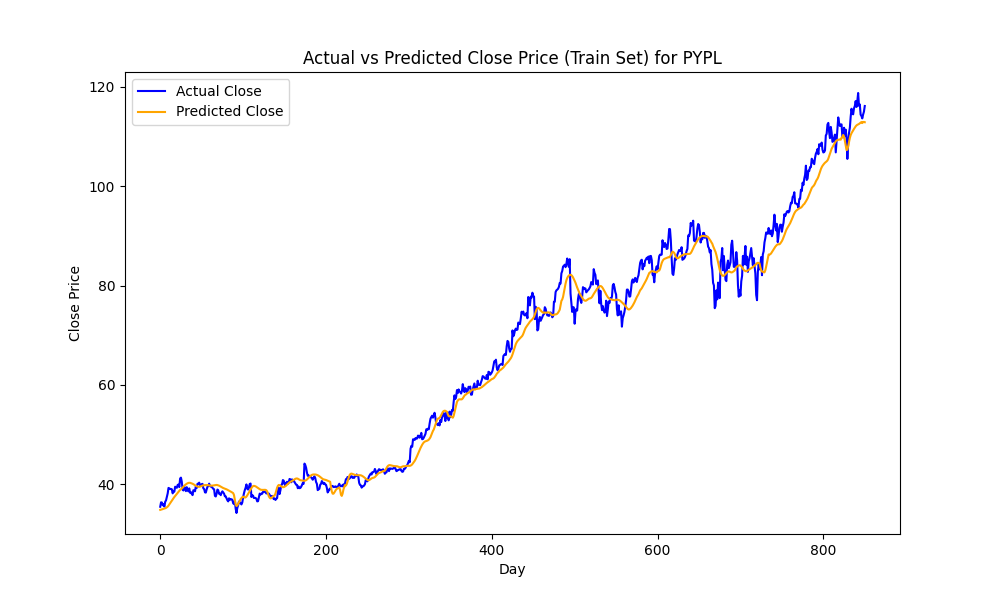 Actual vs Predicted Close Price (Train Set) for PYPL
Actual Close
Predicted Close
120
100
80
60
40
Close Price
0 200 400 600 800
Day